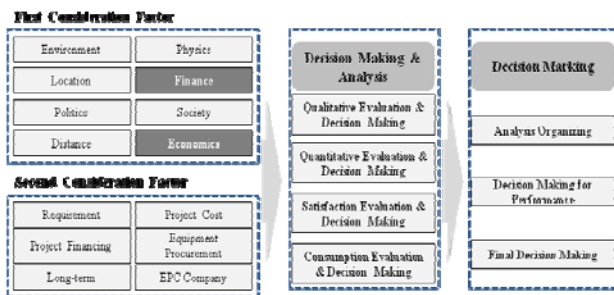 First Consideration Factor
Environment
Physics
Location
Finance
Politics
Society
Distance
Economics
Second Consideration Factor
Requirement
Project Cost
Project Financing
Equipment
Procurement
Long-term
EPC Company
Decision Making &
Analysis
Qualitative Evaluation &
Decision Making
Quantitative Evaluation &
Decision Making
Satisfaction Evaluation &
Decision Making
Consumption Evaluation
& Decision Making
Decision Marking
Analysis Organizing
Decision Making for
Performance
Final Decision Making